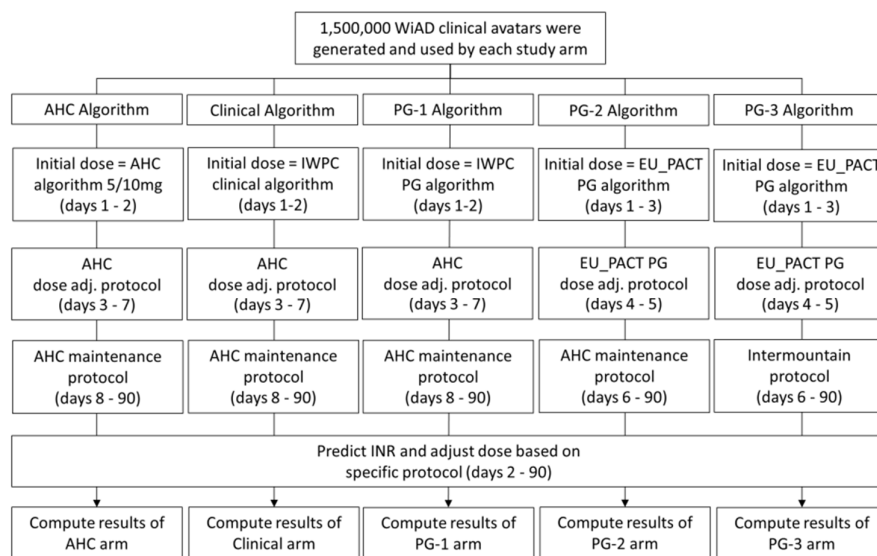 1,500,000 WiAD clinical avatars were
generated and used by each study arm
AHC Algorithm
Clinical Algorithm
PG-1 Algorithm
PG-2 Algorithm
PG-3 Algorithm
Initial dose = AHC
algorithm 5/10mg
(days 1 - 2)
Initial dose = IWPC
clinical algorithm
(days 1-2)
Initial dose = IWPC
PG algorithm
(days 1-2)
Initial dose = EU_PACT
PG algorithm
(days 1 - 3)
Initial dose = EU_PACT
PG algorithm
(days 1 - 3)
AHC
dose adj. protocol
(days 3 - 7)
AHC
dose adj. protocol
(days 3 - 7)
AHC
dose adj. protocol
(days 3 - 7)
EU_PACT PG
dose adj. protocol
(days 4 - 5)
EU_PACT PG
dose adj. protocol
(days 4 - 5)
AHC maintenance
protocol
(days 8 - 90)
AHC maintenance
protocol
(days 8 - 90)
AHC maintenance
protocol
(days 8 - 90)
AHC maintenance
protocol
(days 6 - 90)
Intermountain
protocol
(days 6 - 90)
Predict INR and adjust dose based on
specific protocol (days 2 - 90)
Compute results of
AHC arm
Compute results of
Clinical arm
Compute results of
PG-1 arm
Compute results of
PG-2 arm
Compute results of
PG-3 arm